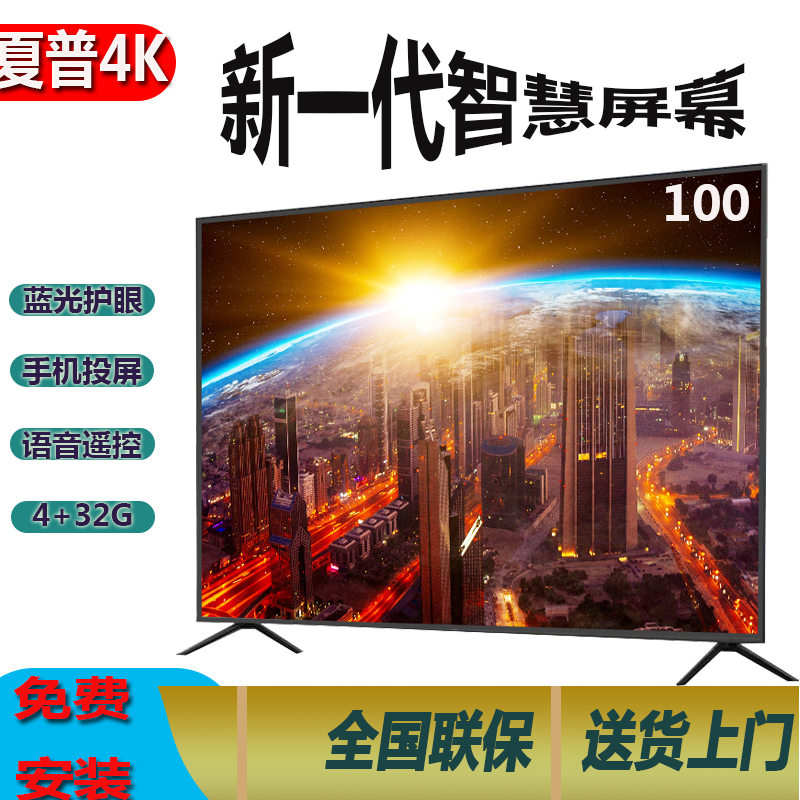 夏普4K
新一代智慧屏幕
100
蓝光护眼
手机投屏
语音遥控
4+32G
免费
安装
全国联保
送货上门